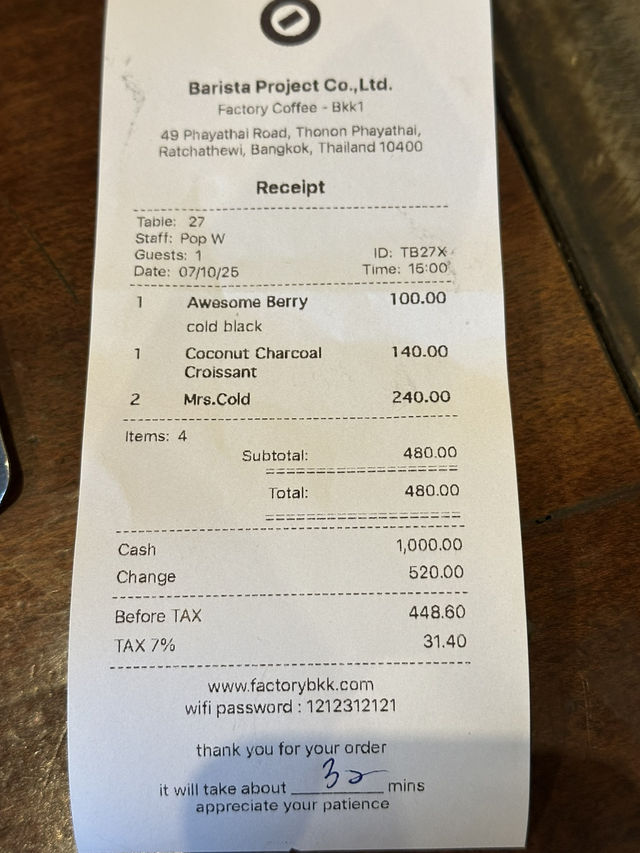 Barista Project Co.,Ltd.
Factory Coffee - Bkk1
49 Phayathai Road, Thonon Phayathai,
Ratchathewi, Bangkok, Thailand 10400
Receipt
Table: 27
Staff: Pop W
Guests: 1 ID: TB27X
Date: 07/10/25 Time: 15:00
1 Awesome Berry 100.00
cold black
1 Coconut Charcoal 140.00
Croissant
2 Mrs.Cold 240.00
Items: 4
Subtotal: 480.00
Total: 480.00
Cash 1,000.00
Change 520.00
Before TAX 448.60
TAX 7% 31.40
www.factorybkk.com
wifi password : 1212312121
thank you for your order
it will take about mins
appreciate your patience